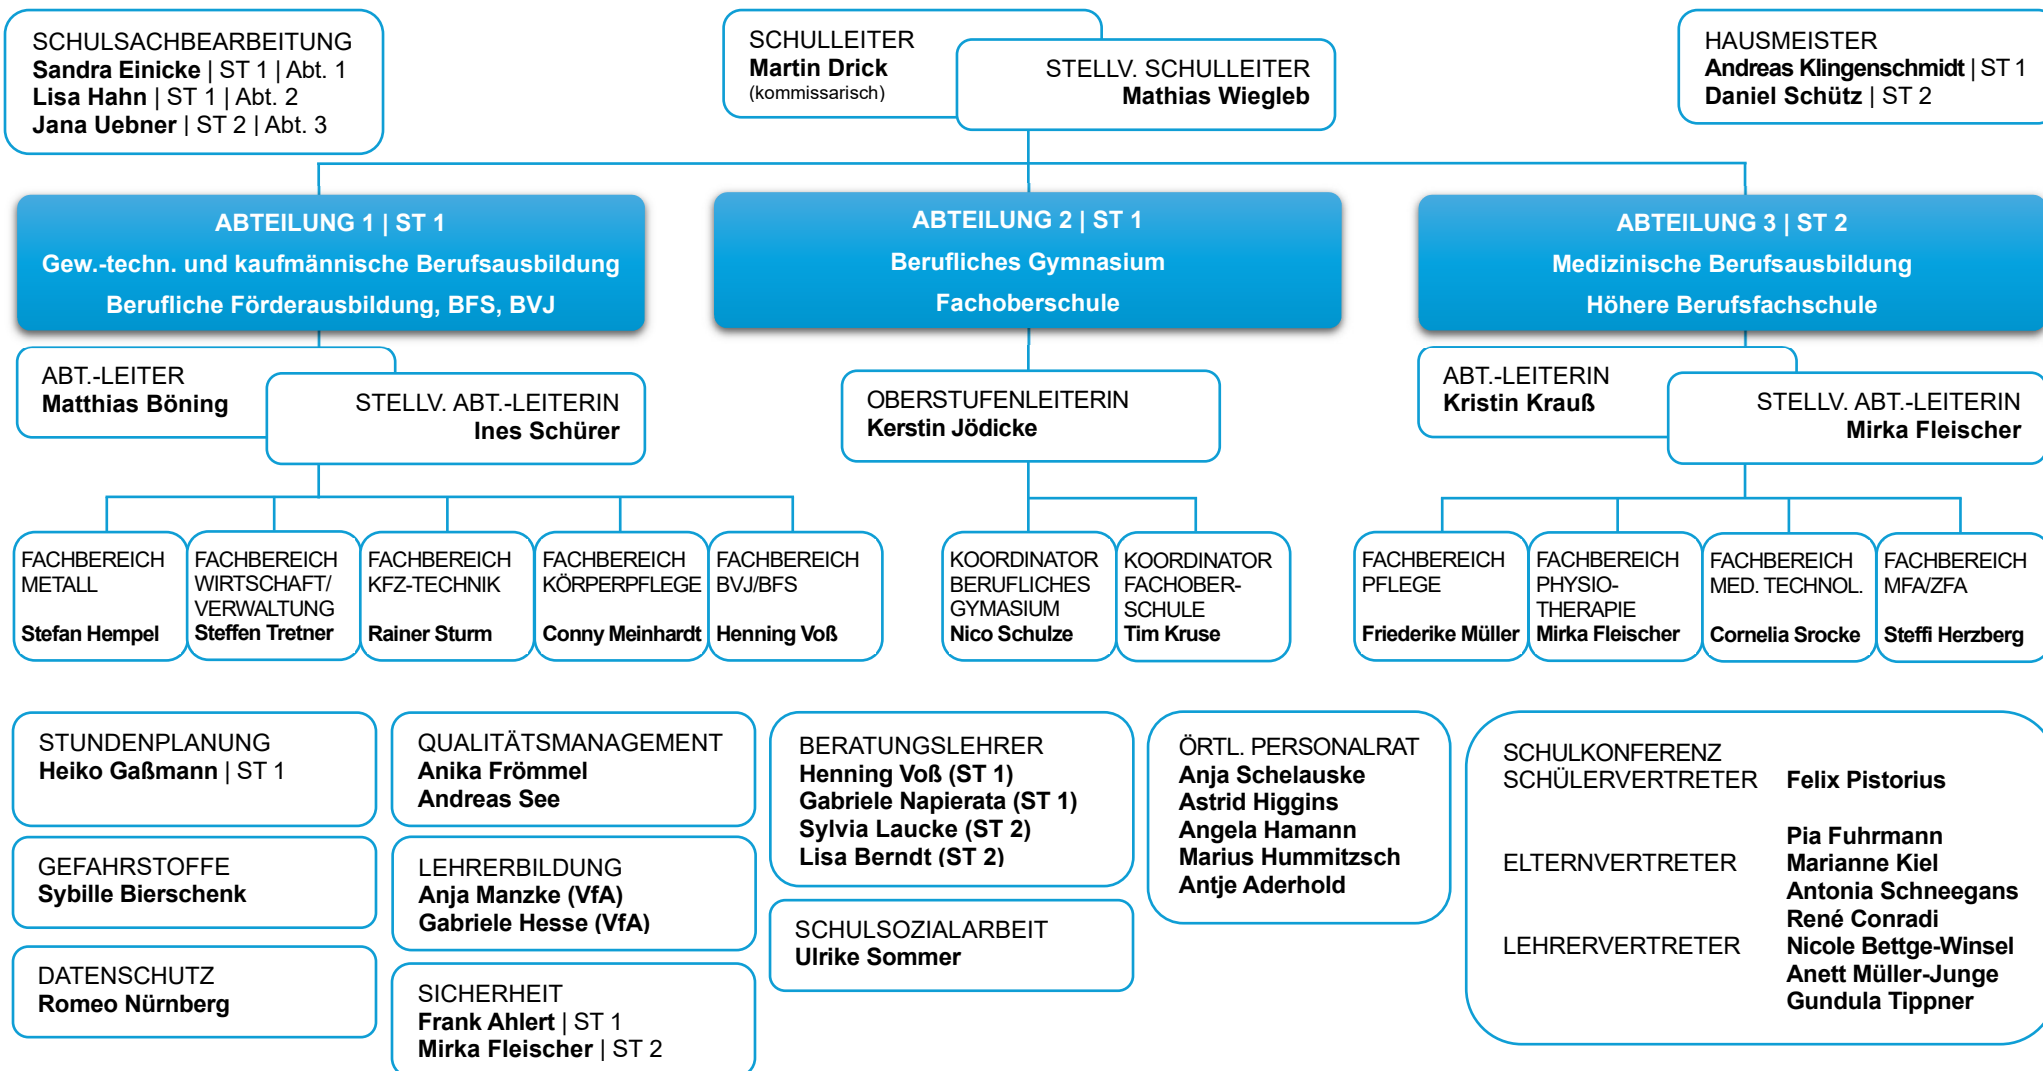 SCHULSACHBEARBEITUNG
Sandra Einicke | ST 1 | Abt. 1
Lisa Hahn | ST 1 | Abt. 2
Jana Uebner | ST 2 | Abt. 3
SCHULLEITER
Martin Drick
(kommissarisch)
STELLV. SCHULLEITER
Mathias Wiegleb
HAUSMEISTER
Andreas Klingenschmidt | ST 1
Daniel Schütz | ST 2
ABTEILUNG 1 | ST 1
Gew.-techn. und kaufmännische Berufsausbildung
Berufliche Förderausbildung, BFS, BVJ
ABTEILUNG 2 | ST 1
Berufliches Gymnasium
Fachoberschule
ABTEILUNG 3 | ST 2
Medizinische Berufsausbildung
Höhere Berufsfachschule
ABT.-LEITER
Matthias Böning
STELLV. ABT.-LEITERIN
Ines Schürer
OBERSTUFENLEITERIN
Kerstin Jödicke
ABT.-LEITERIN
Kristin Krauß
STELLV. ABT.-LEITERIN
Mirka Fleischer
FACHBEREICH
METALL
Stefan Hempel
FACHBEREICH
WIRTSCHAFT/
VERWALTUNG
Steffen Tretner
FACHBEREICH
KFZ-TECHNIK
Rainer Sturm
FACHBEREICH
KÖRPERPFLEGE
Conny Meinhardt
FACHBEREICH
BVJ/BFS
Henning Voß
KOORDINATOR
BERUFLICHES
GYMASIUM
Nico Schulze
KOORDINATOR
FACHOBER-
SCHULE
Tim Kruse
FACHBEREICH
PFLEGE
Friederike Müller
FACHBEREICH
PHYSIO-
THERAPIE
Mirka Fleischer
FACHBEREICH
MED. TECHNOL.
Cornelia Srocke
FACHBEREICH
MFA/ZFA
Steffi Herzberg
STUNDENPLANUNG
Heiko Gaßmann | ST 1
GEFAHRSTOFFE
Sybille Bierschenk
DATENSCHUTZ
Romeo Nürnberg
QUALITÄTSMANAGEMENT
Anika Frömmel
Andreas See
LEHRERBILDUNG
Anja Manzke (VfA)
Gabriele Hesse (VfA)
SICHERHEIT
Frank Ahlert | ST 1
Mirka Fleischer | ST 2
BERATUNGSLEHRER
Henning Voß (ST 1)
Gabriele Napierata (ST 1)
Sylvia Laucke (ST 2)
Lisa Berndt (ST 2)
SCHULSOZIALARBEIT
Ulrike Sommer
ÖRTL. PERSONALRAT
Anja Schelauske
Astrid Higgins
Angela Hamann
Marius Hummitzsch
Antje Aderhold
SCHULKONFERENZ
SCHÜLERVERTRETER Felix Pistorius
Pia Fuhrmann
ELTERNVERTRETER Marianne Kiel
Antonia Schneegans
René Conradi
LEHRERVERTRETER Nicole Bettge-Winsel
Anett Müller-Junge
Gundula Tippner